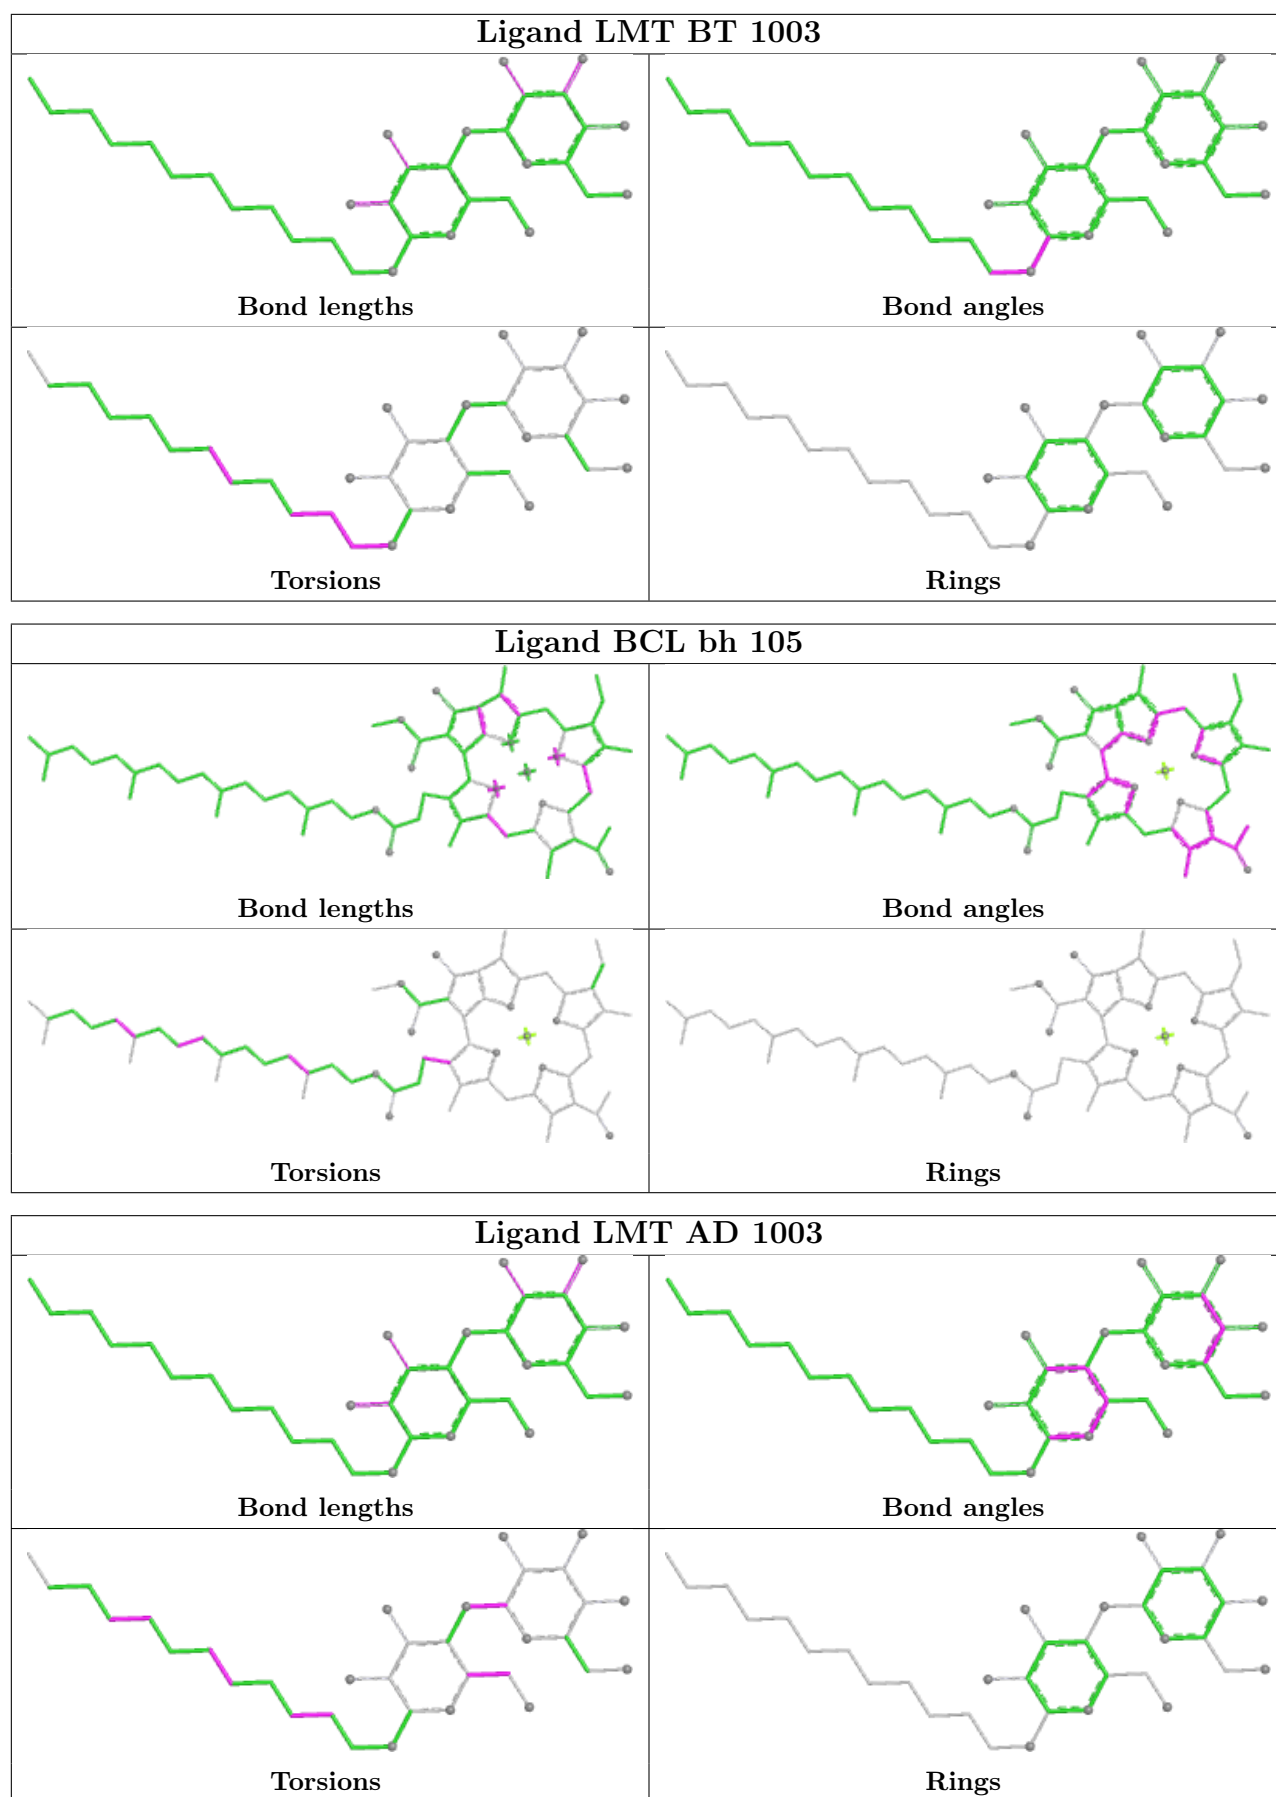 Ligand LMT BT 1003
Bond lengths
Bond angles
Torsions
Rings
Ligand BCL bh 105
Bond lengths
Bond angles
Torsions
Rings
Ligand LMT AD 1003
Bond lengths
Bond angles
Torsions
Rings